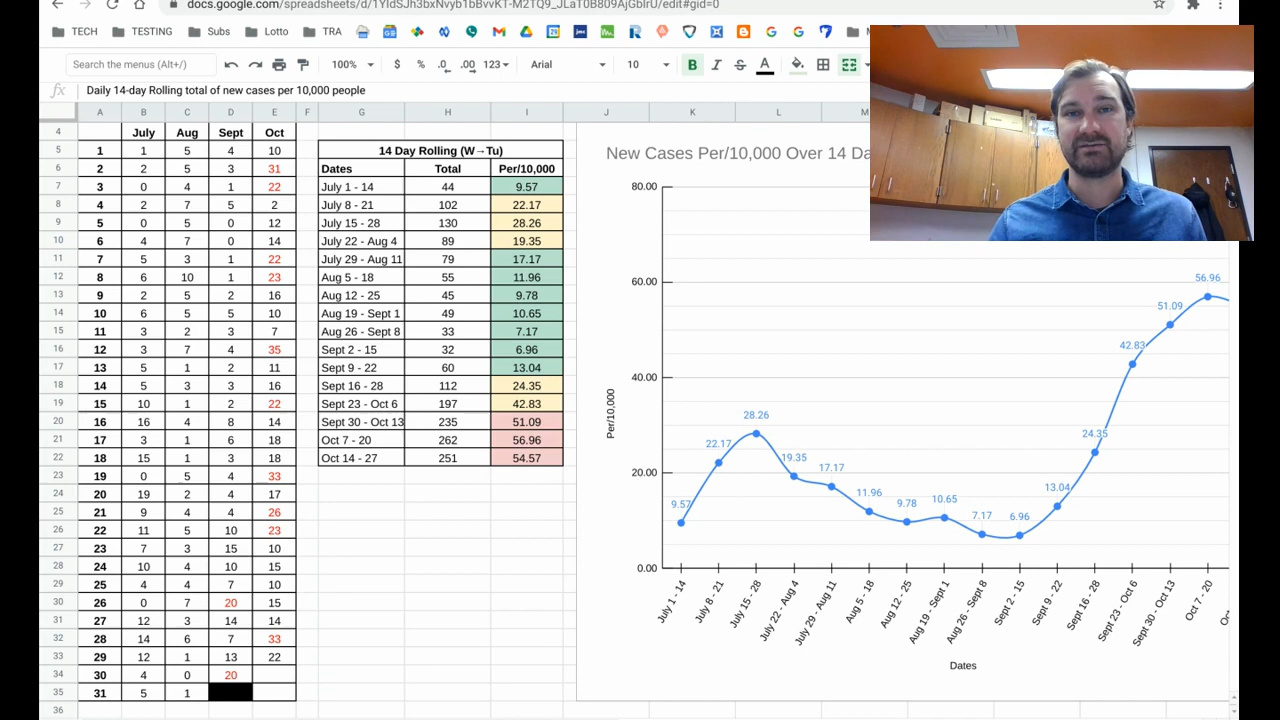 docs.google.com/spreadsheets/d/1YIdSJh3bxNvyb1bBvvKT-M2TQ9_JLaT0B809AjGbIrU/edit#gid=0
TECH TESTING Subs Lotto TRA
Search the menus (Alt+/) 100% $ % .0 .00 123 Arial 10 B I S A
fx Daily 14-day Rolling total of new cases per 10,000 people
A B C D E F G H I J K L M
4 July Aug Sept Oct
5 1 1 5 4 10 14 Day Rolling (W→Tu)
6 2 2 5 3 31 Dates Total Per/10,000
7 3 0 4 1 22 July 1 - 14 44 9.57
8 4 2 7 5 2 July 8 - 21 102 22.17
9 5 0 5 0 12 July 15 - 28 130 28.26
10 6 4 7 0 14 July 22 - Aug 4 89 19.35
11 7 5 3 1 22 July 29 - Aug 11 79 17.17
12 8 6 10 1 23 Aug 5 - 18 55 11.96
13 9 2 5 2 16 Aug 12 - 25 45 9.78
14 10 6 5 5 10 Aug 19 - Sept 1 49 10.65
15 11 3 2 3 7 Aug 26 - Sept 8 33 7.17
16 12 3 7 4 35 Sept 2 - 15 32 6.96
17 13 5 1 2 11 Sept 9 - 22 60 13.04
18 14 5 3 3 16 Sept 16 - 28 112 24.35
19 15 10 1 2 22 Sept 23 - Oct 6 197 42.83
20 16 16 4 8 14 Sept 30 - Oct 13 235 51.09
21 17 3 1 6 18 Oct 7 - 20 262 56.96
22 18 15 1 3 18 Oct 14 - 27 251 54.57
23 19 0 5 4 33
24 20 19 2 4 17
25 21 9 4 4 26
26 22 11 5 10 23
27 23 7 3 15 10
28 24 10 4 10 15
29 25 4 4 7 10
30 26 0 7 20 15
31 27 12 3 14 14
32 28 14 6 7 33
33 29 12 1 13 22
34 30 4 0 20
35 31 5 1
36
New Cases Per/10,000 Over 14 Da
80.00
60.00
40.00
20.00
0.00
Per/10,000
9.57 22.17 28.26 19.35 17.17 11.96 9.78 10.65 7.17 6.96 13.04 24.35 42.83 51.09 56.96
July 1 - 14
July 8 - 21
July 15 - 28
July 22 - Aug 4
July 29 - Aug 11
Aug 5 - 18
Aug 12 - 25
Aug 19 - Sept 1
Aug 26 - Sept 8
Sept 2 - 15
Sept 9 - 22
Sept 16 - 28
Sept 23 - Oct 6
Sept 30 - Oct 13
Oct 7 - 20
Dates